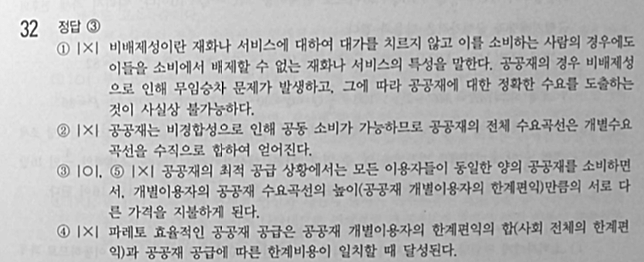 32 정답 ③
① |×| 비배제성이란 재화나 서비스에 대하여 대가를 치르지 않고 이를 소비하는 사람의 경우에도
이들을 소비에서 배제할 수 없는 재화나 서비스의 특성을 말한다. 공공재의 경우 비배제성
으로 인해 무임승차 문제가 발생하고, 그에 따라 공공재에 대한 정확한 수요를 도출하는
것이 사실상 불가능하다.
② |×| 공공재는 비경합성으로 인해 공동 소비가 가능하므로 공공재의 전체 수요곡선은 개별수요
곡선을 수직으로 합하여 얻어진다.
③ |○|, ⑤ |×| 공공재의 최적 공급 상황에서는 모든 이용자들이 동일한 양의 공공재를 소비하면
서, 개별이용자의 공공재 수요곡선의 높이(공공재 개별이용자의 한계편익)만큼의 서로 다
른 가격을 지불하게 된다.
④ |×| 파레토 효율적인 공공재 공급은 공공재 개별이용자의 한계편익의 합(사회 전체의 한계편
익)과 공공재 공급에 따른 한계비용이 일치할 때 달성된다.